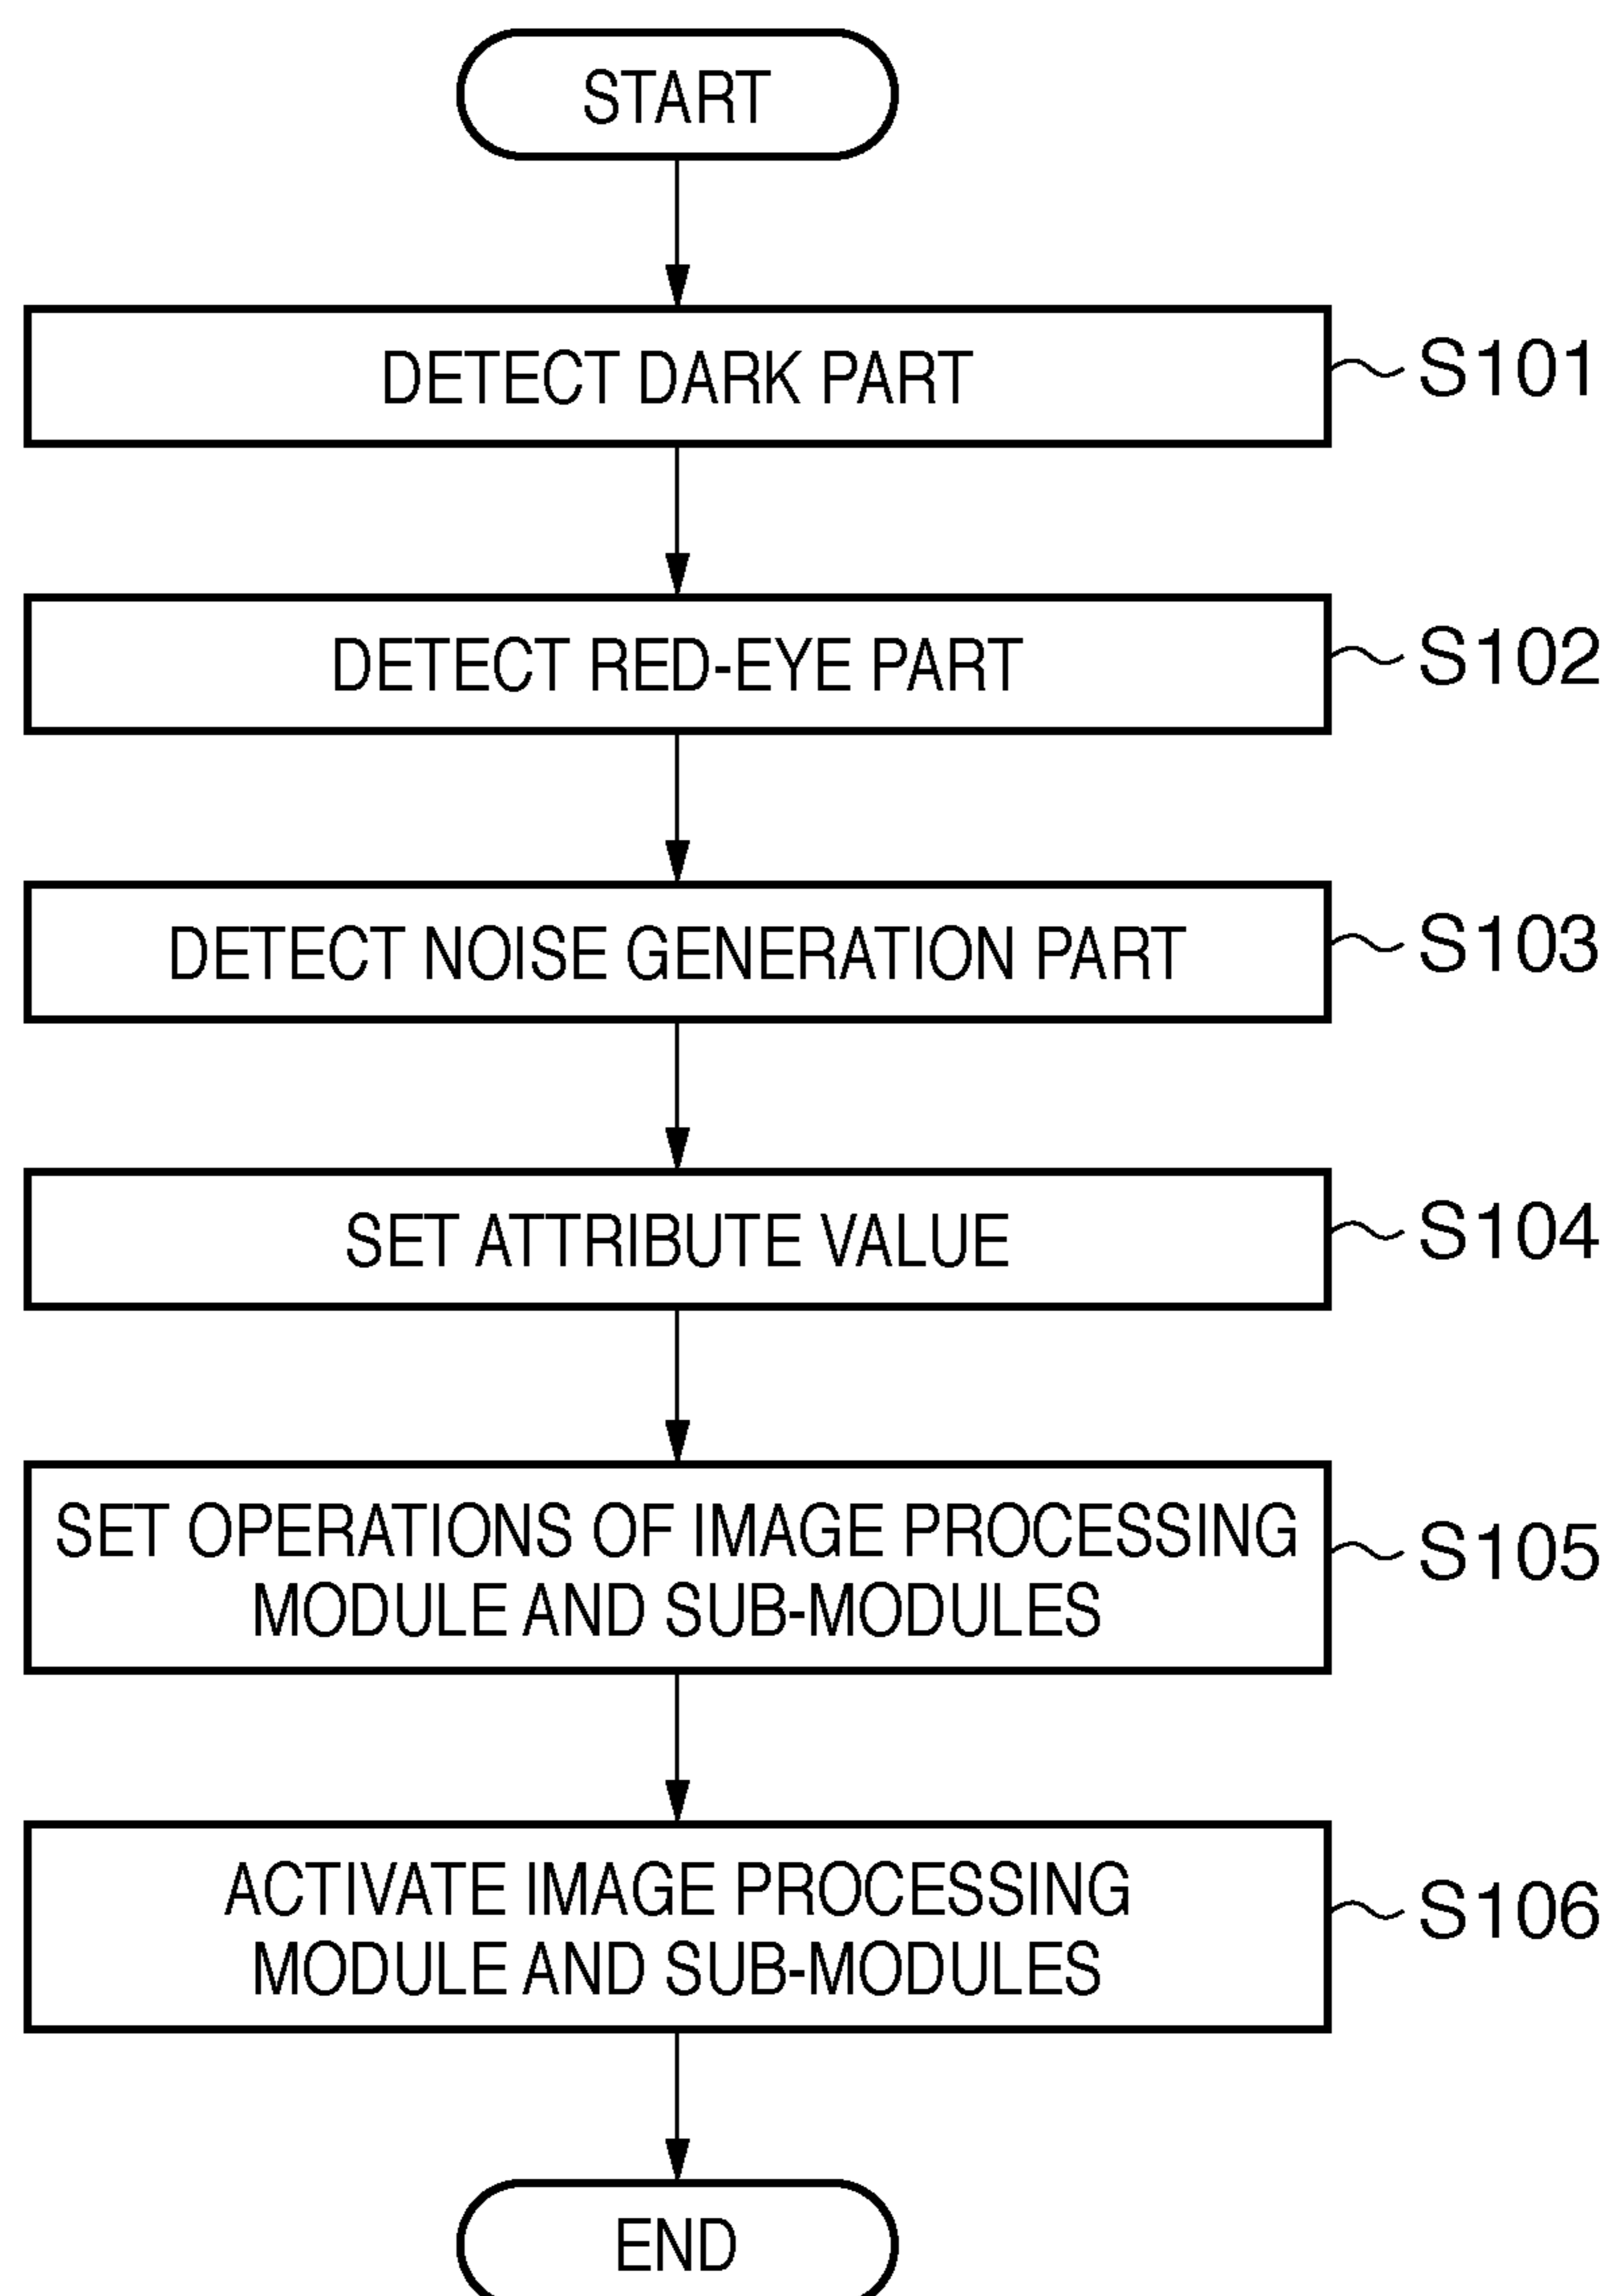 START
DETECT DARK PART
S101
DETECT RED-EYE PART
S102
DETECT NOISE GENERATION PART
S103
SET ATTRIBUTE VALUE
S104
SET OPERATIONS OF IMAGE PROCESSING
MODULE AND SUB-MODULES
S105
ACTIVATE IMAGE PROCESSING
MODULE AND SUB-MODULES
S106
END